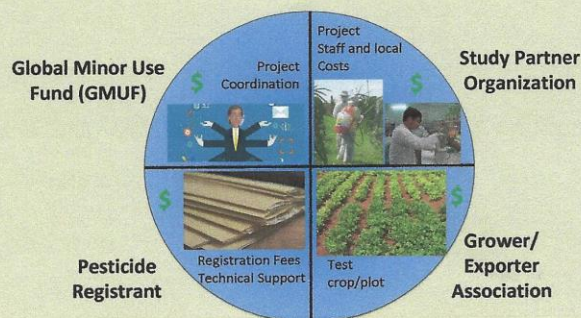 Global Minor Use
Fund (GMUF)
$
Project
Coordination
Project
Staff and local
Costs
$
$
Study Partner
Organization
$
Pesticide
Registrant
Registration Fees
Technical Support
Test
crop/plot
$
Grower/
Exporter
Association